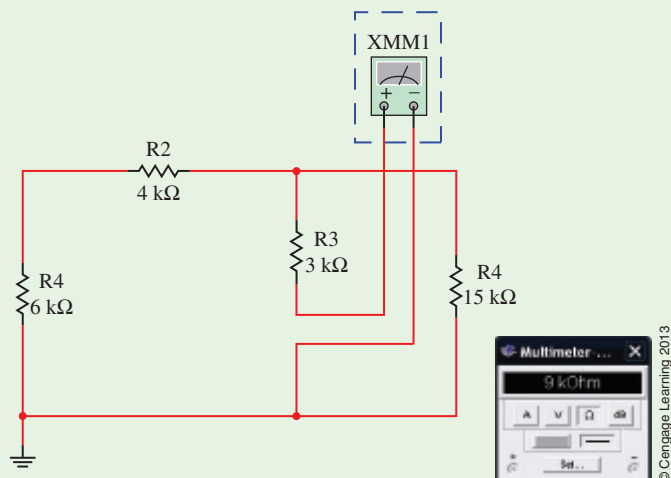 XMM1
+ −
R2
4 kΩ
R3
3 kΩ
R4
6 kΩ
R4
15 kΩ
Multimeter-...
X
9 kOhm
A V Ω dB
Set...
+ −
© Cengage Learning 2013